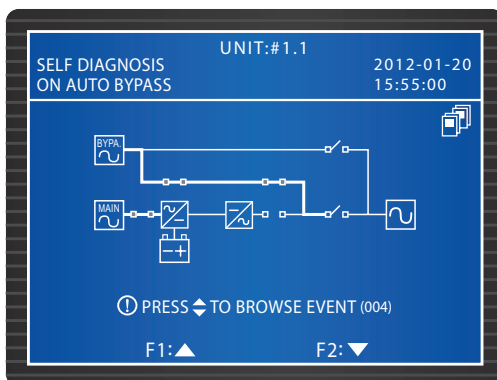 UNIT:#1.1
SELF DIAGNOSIS
ON AUTO BYPASS
2012-01-20
15:55:00
BYPA.
MAIN
PRESS TO BROWSE EVENT (004)
F1: F2: